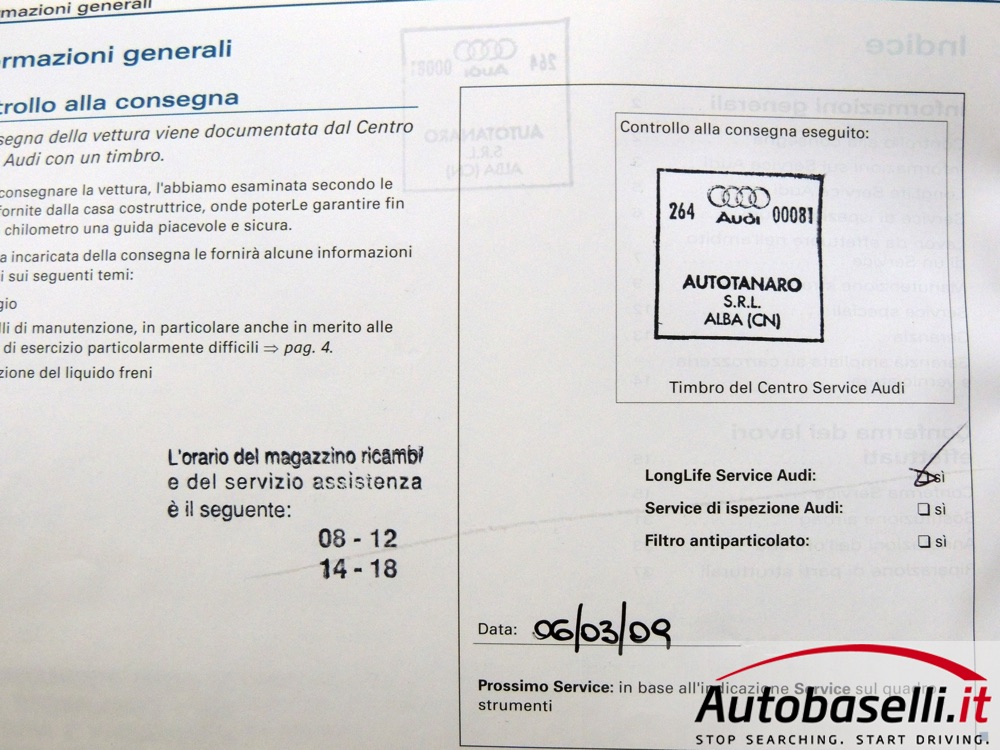 rmazioni generali
rmazioni generali
trollo alla consegna
segna della vettura viene documentata dal Centro
Audi con un timbro.
consegnare la vettura, l'abbiamo esaminata secondo le
fornite dalla casa costruttrice, onde poterLe garantire fin
chilometro una guida piacevole e sicura.
a incaricata della consegna le fornirà alcune informazioni
i sui seguenti temi:
gio
lli di manutenzione, in particolare anche in merito alle
di esercizio particolarmente difficili ⇒ pag. 4.
zione del liquido freni
L'orario del magazzino ricambi
e del servizio assistenza
è il seguente:
08 - 12
14 - 18
Controllo alla consegna eseguito:
264 Audi 00081
AUTOTANARO
S.R.L.
ALBA (CN)
Timbro del Centro Service Audi
LongLife Service Audi: sì
Service di ispezione Audi: ❑ sì
Filtro antiparticolato: ❑ sì
Data: 06/03/09
Prossimo Service: in base all'indicazione Service sul quadro
strumenti
Autobaselli.it
STOP SEARCHING. START DRIVING.